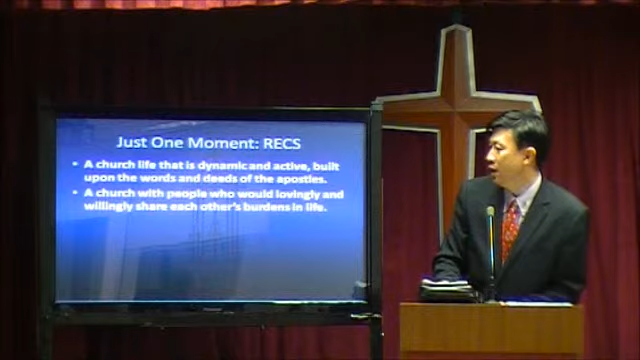 Just One Moment: RECS
• A church life that is dynamic and active, built
upon the words and deeds of the apostles.
• A church with people who would lovingly and
willingly share each other's burdens in life.